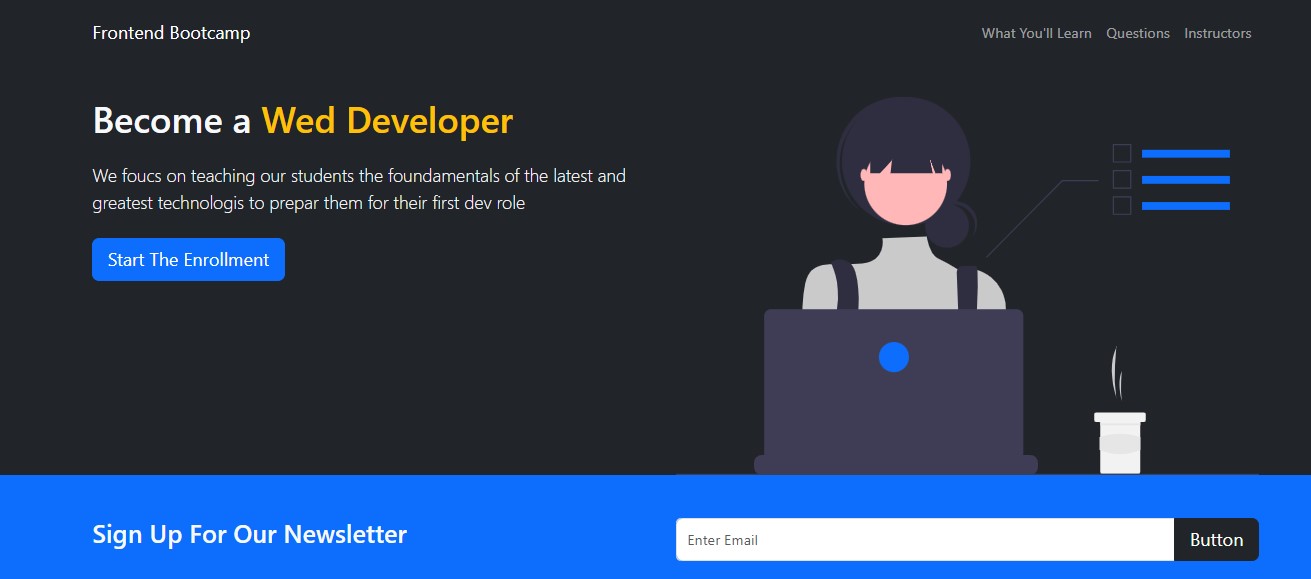 Frontend Bootcamp
What You'll Learn Questions Instructors
Become a Wed Developer
We foucs on teaching our students the foundamentals of the latest and
greatest technologis to prepar them for their first dev role
Start The Enrollment
Sign Up For Our Newsletter
Enter Email
Button